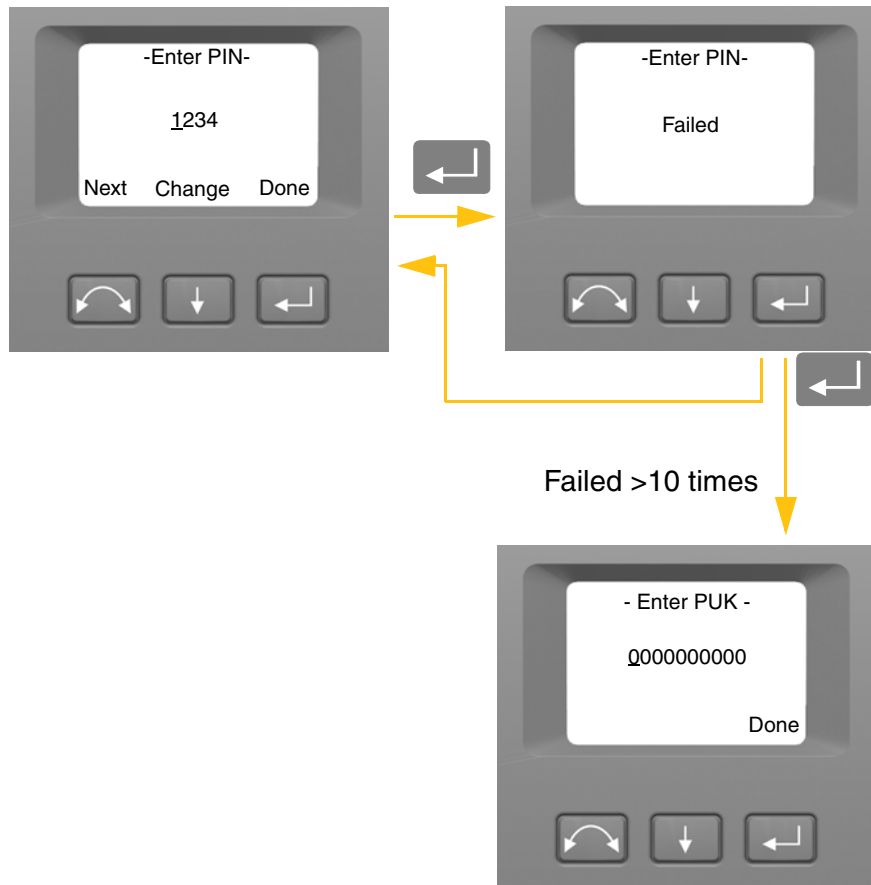 -Enter PIN-
1234
Next Change Done
-Enter PIN-
Failed
Failed >10 times
- Enter PUK -
0000000000
Done